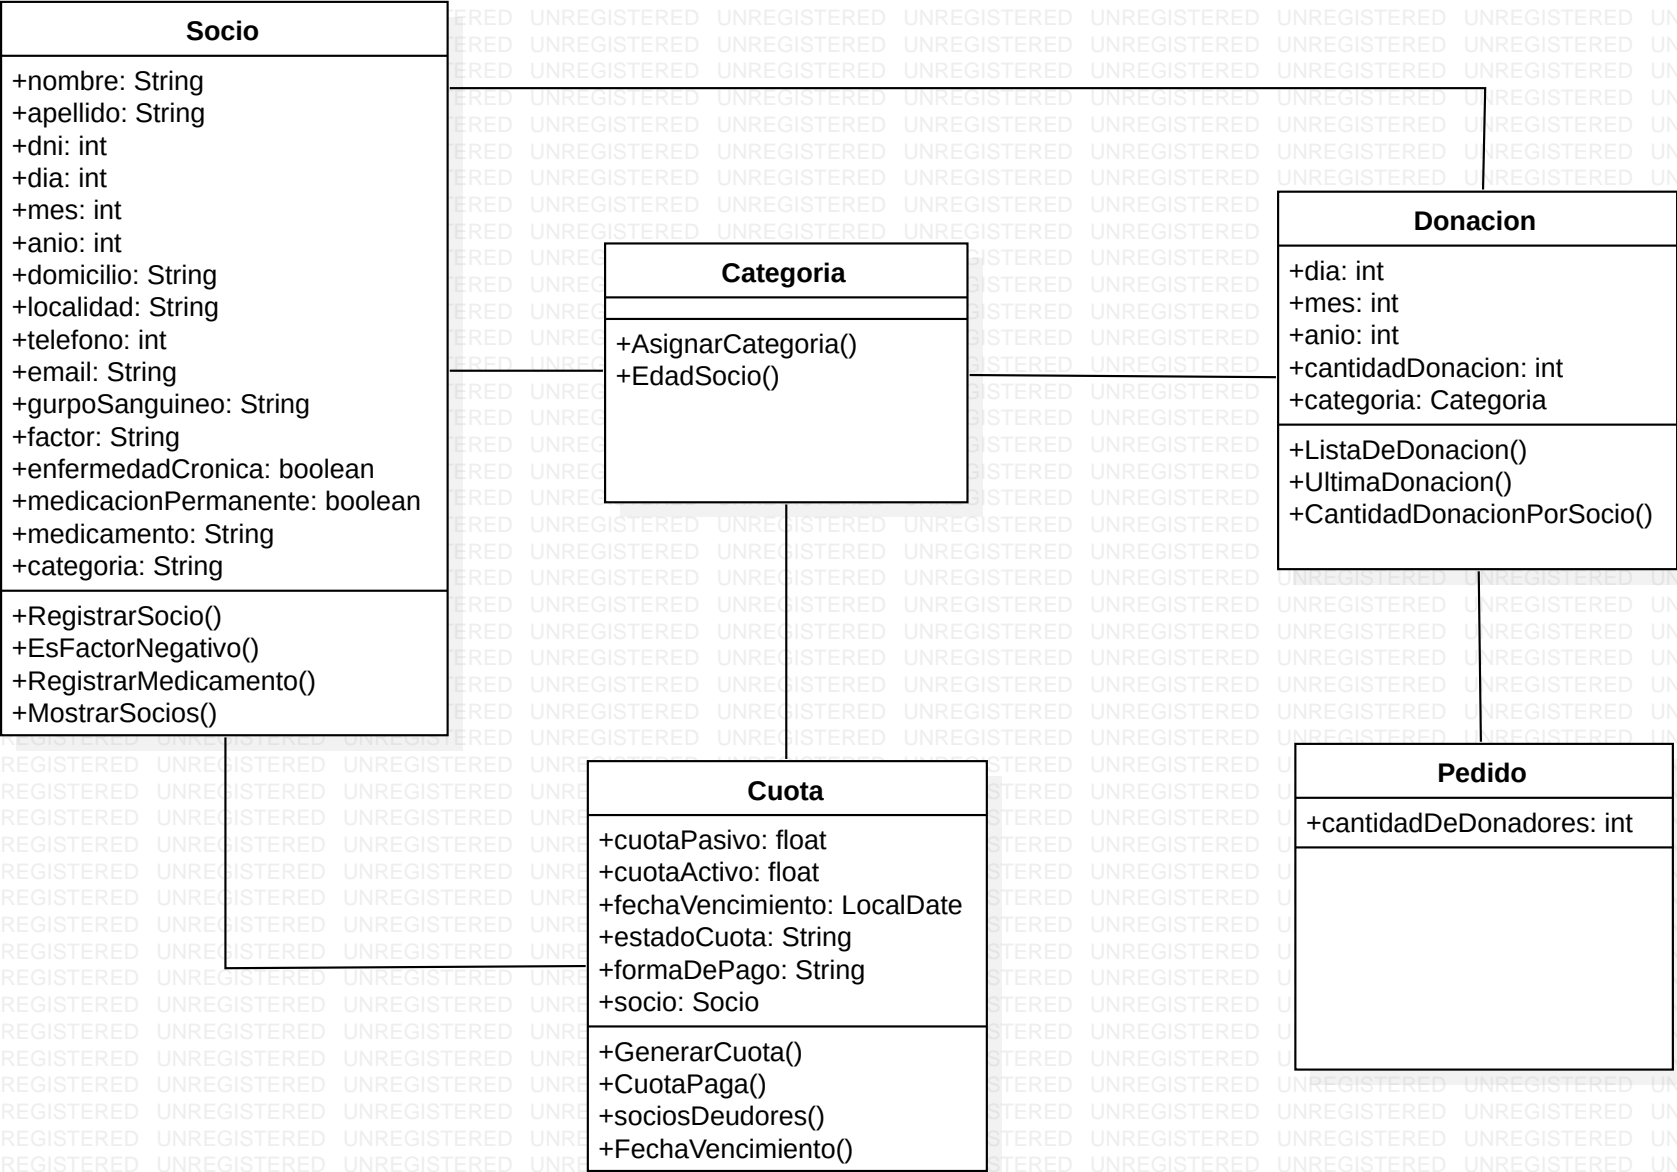 Socio
+nombre: String
+apellido: String
+dni: int
+dia: int
+mes: int
+anio: int
+domicilio: String
+localidad: String
+telefono: int
+email: String
+gurpoSanguineo: String
+factor: String
+enfermedadCronica: boolean
+medicacionPermanente: boolean
+medicamento: String
+categoria: String
+RegistrarSocio()
+EsFactorNegativo()
+RegistrarMedicamento()
+MostrarSocios()
Categoria
+AsignarCategoria()
+EdadSocio()
Donacion
+dia: int
+mes: int
+anio: int
+cantidadDonacion: int
+categoria: Categoria
+ListaDeDonacion()
+UltimaDonacion()
+CantidadDonacionPorSocio()
Cuota
+cuotaPasivo: float
+cuotaActivo: float
+fechaVencimiento: LocalDate
+estadoCuota: String
+formaDePago: String
+socio: Socio
+GenerarCuota()
+CuotaPaga()
+sociosDeudores()
+FechaVencimiento()
Pedido
+cantidadDeDonadores: int
UNREGISTERED